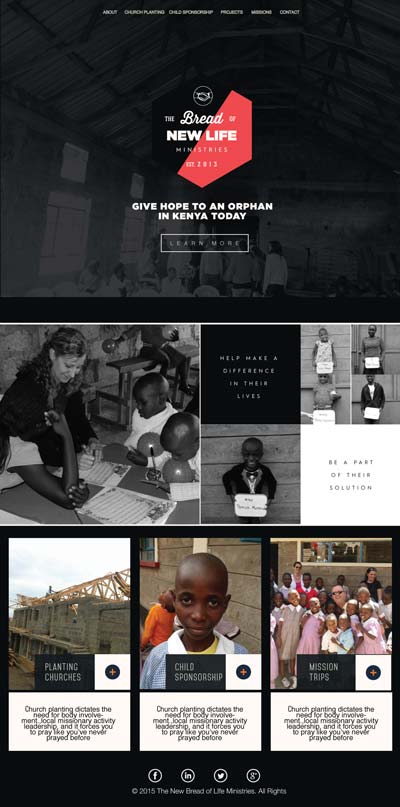 ABOUT CHURCH PLANTING CHILD SPONSORSHIP PROJECTS MISSIONS CONTACT
THE Bread OF
NEW LIFE
MINISTRIES
EST. 2013
GIVE HOPE TO AN ORPHAN
IN KENYA TODAY
LEARN MORE
HELP MAKE A
DIFFERENCE
IN THEIR
LIVES
BE A PART
OF THEIR
SOLUTION
PLANTING
CHURCHES
CHILD
SPONSORSHIP
MISSION
TRIPS
Church planting dictates the
need for body involve-
ment, local missionary activity
leadership, and it forces you
to pray like you've never
prayed before
Church planting dictates the
need for body involve-
ment, local missionary activity
leadership, and it forces you
to pray like you've never
prayed before
Church planting dictates the
need for body involve-
ment, local missionary activity
leadership, and it forces you
to pray like you've never
prayed before
© 2015 The New Bread of Life Ministries. All Rights